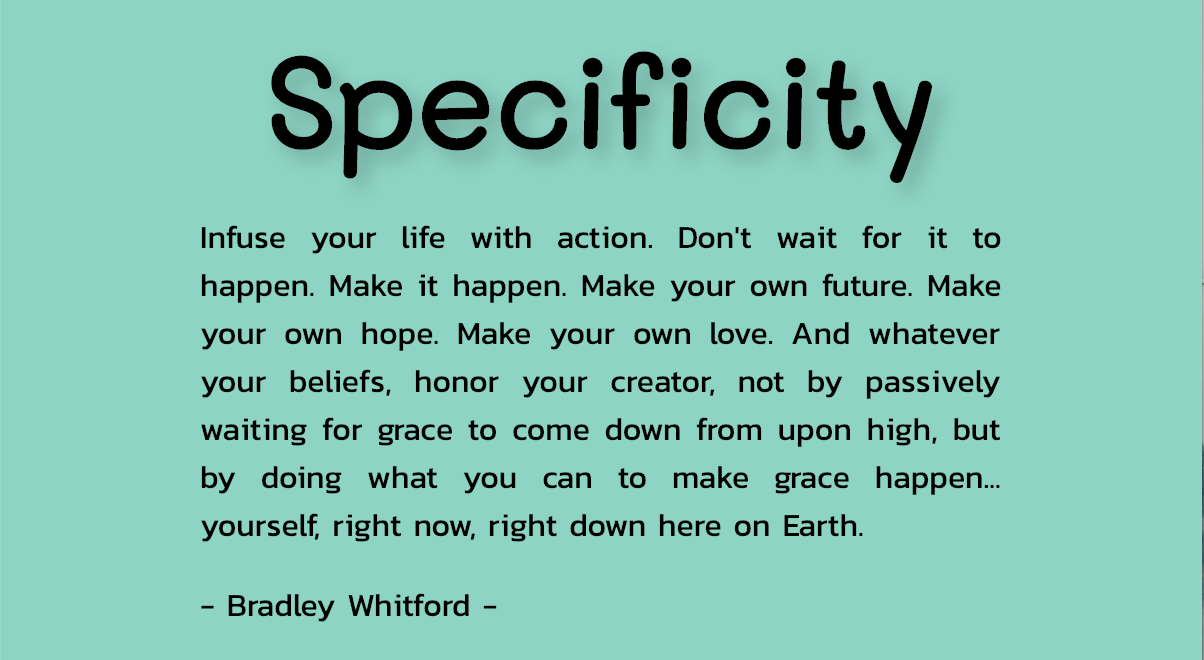 Specificity
Infuse your life with action. Don't wait for it to
happen. Make it happen. Make your own future. Make
your own hope. Make your own love. And whatever
your beliefs, honor your creator, not by passively
waiting for grace to come down from upon high, but
by doing what you can to make grace happen...
yourself, right now, right down here on Earth.
- Bradley Whitford -